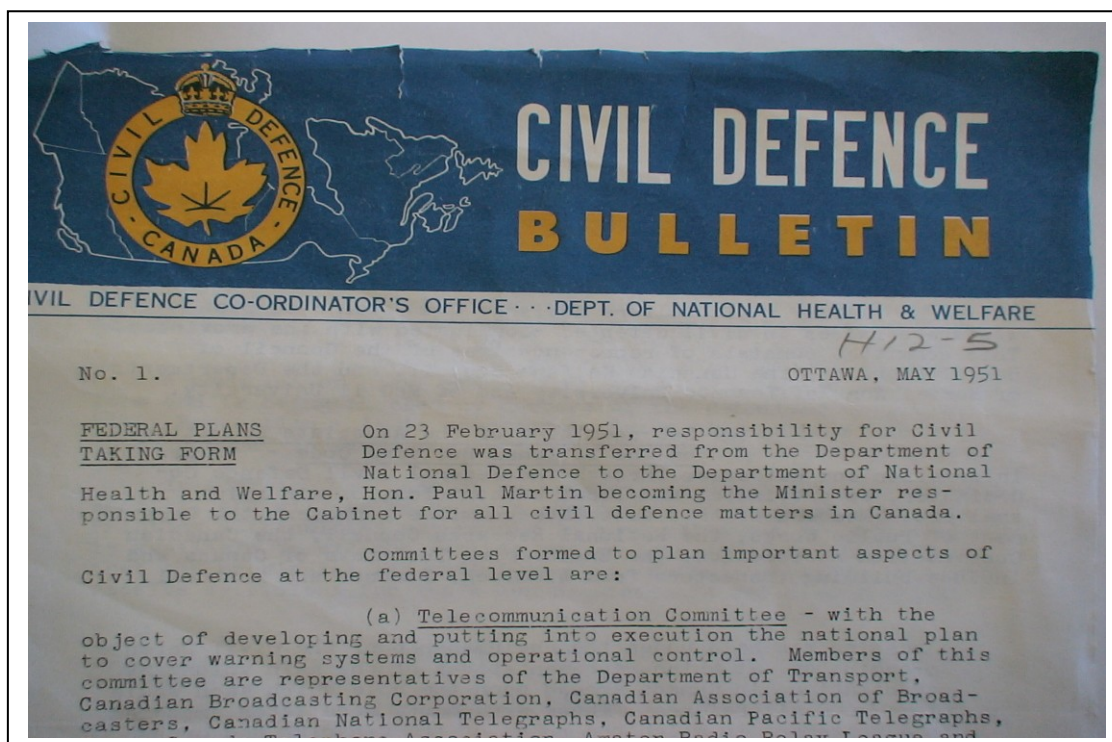 CIVIL DEFENCE
CANADA
CIVIL DEFENCE
BULLETIN
IVIL DEFENCE CO-ORDINATOR'S OFFICE · · · DEPT. OF NATIONAL HEALTH & WELFARE
H12-5
No. 1.
OTTAWA, MAY 1951
FEDERAL PLANS On 23 February 1951, responsibility for Civil
TAKING FORM Defence was transferred from the Department of
National Defence to the Department of National
Health and Welfare, Hon. Paul Martin becoming the Minister res-
ponsible to the Cabinet for all civil defence matters in Canada.
Committees formed to plan important aspects of
Civil Defence at the federal level are:
(a) Telecommunication Committee - with the
object of developing and putting into execution the national plan
to cover warning systems and operational control. Members of this
committee are representatives of the Department of Transport,
Canadian Broadcasting Corporation, Canadian Association of Broad-
casters, Canadian National Telegraphs, Canadian Pacific Telegraphs,
Telephone Association, Radio Relay League and